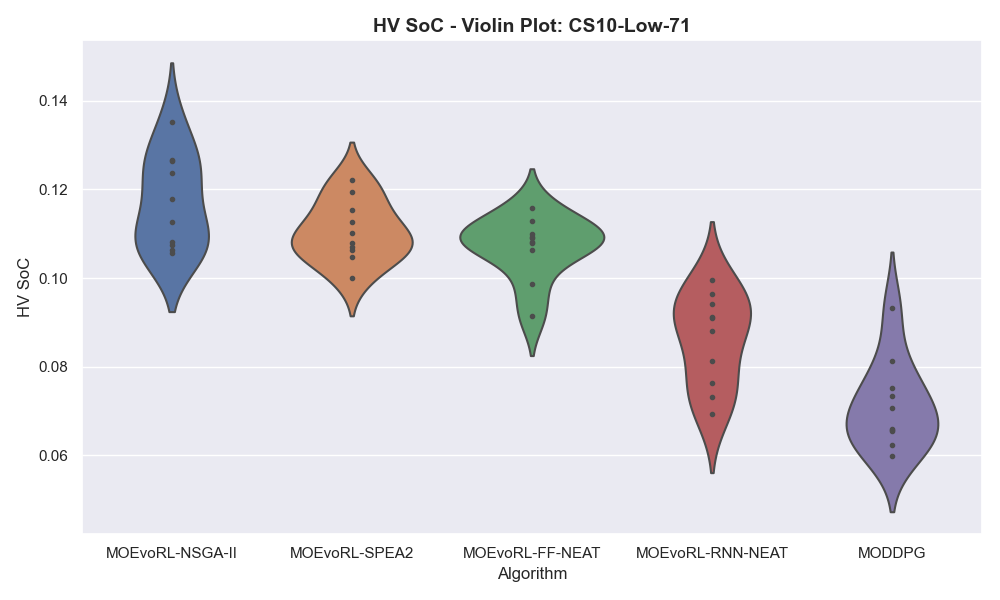 HV SoC - Violin Plot: CS10-Low-71
HV SoC
0.14
0.12
0.10
0.08
0.06
MOEvoRL-NSGA-II
MOEvoRL-SPEA2
MOEvoRL-FF-NEAT
MOEvoRL-RNN-NEAT
MODDPG
Algorithm